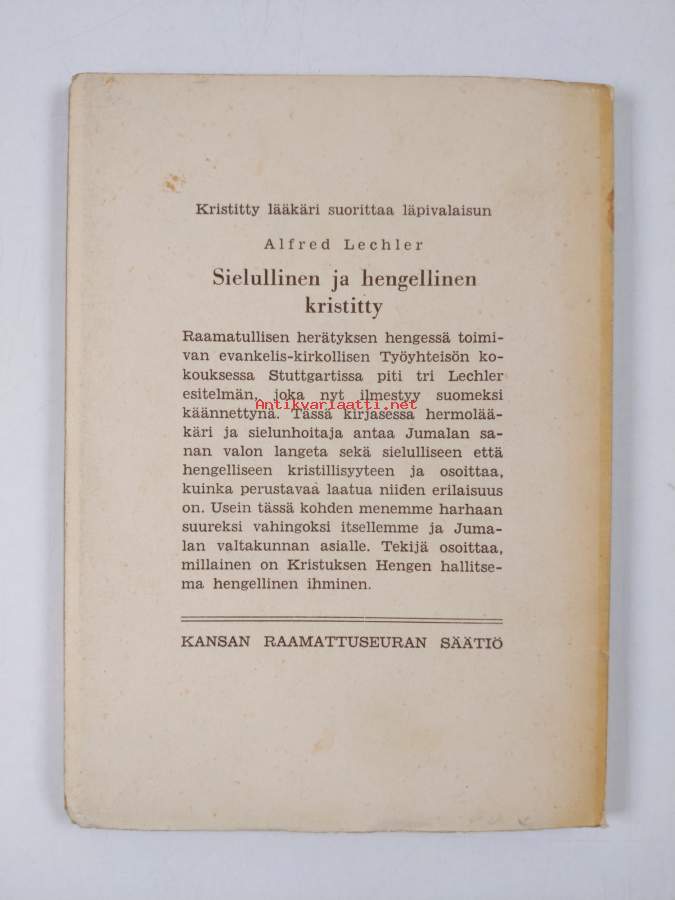 Kristitty lääkäri suorittaa läpivalaisun
Alfred Lechler
Sielullinen ja hengellinen
kristitty
Raamatullisen herätyksen hengessä toimi-
van evankelis-kirkollisen Työyhteisön ko-
kouksessa Stuttgartissa piti tri Lechler
esitelmän, joka nyt ilmestyy suomeksi
Antikvariaatti.net
käännettynä. Tässä kirjasessa hermolää-
käri ja sielunhoitaja antaa Jumalan sa-
nan valon langeta sekä sielulliseen että
hengelliseen kristillisyyteen ja osoittaa,
kuinka perustavaa laatua niiden erilaisuus
on. Usein tässä kohden menemme harhaan
suureksi vahingoksi itsellemme ja Juma-
lan valtakunnan asialle. Tekijä osoittaa,
millainen on Kristuksen Hengen hallitse-
ma hengellinen ihminen.
KANSAN RAAMATTUSEURAN SÄÄTIÖ